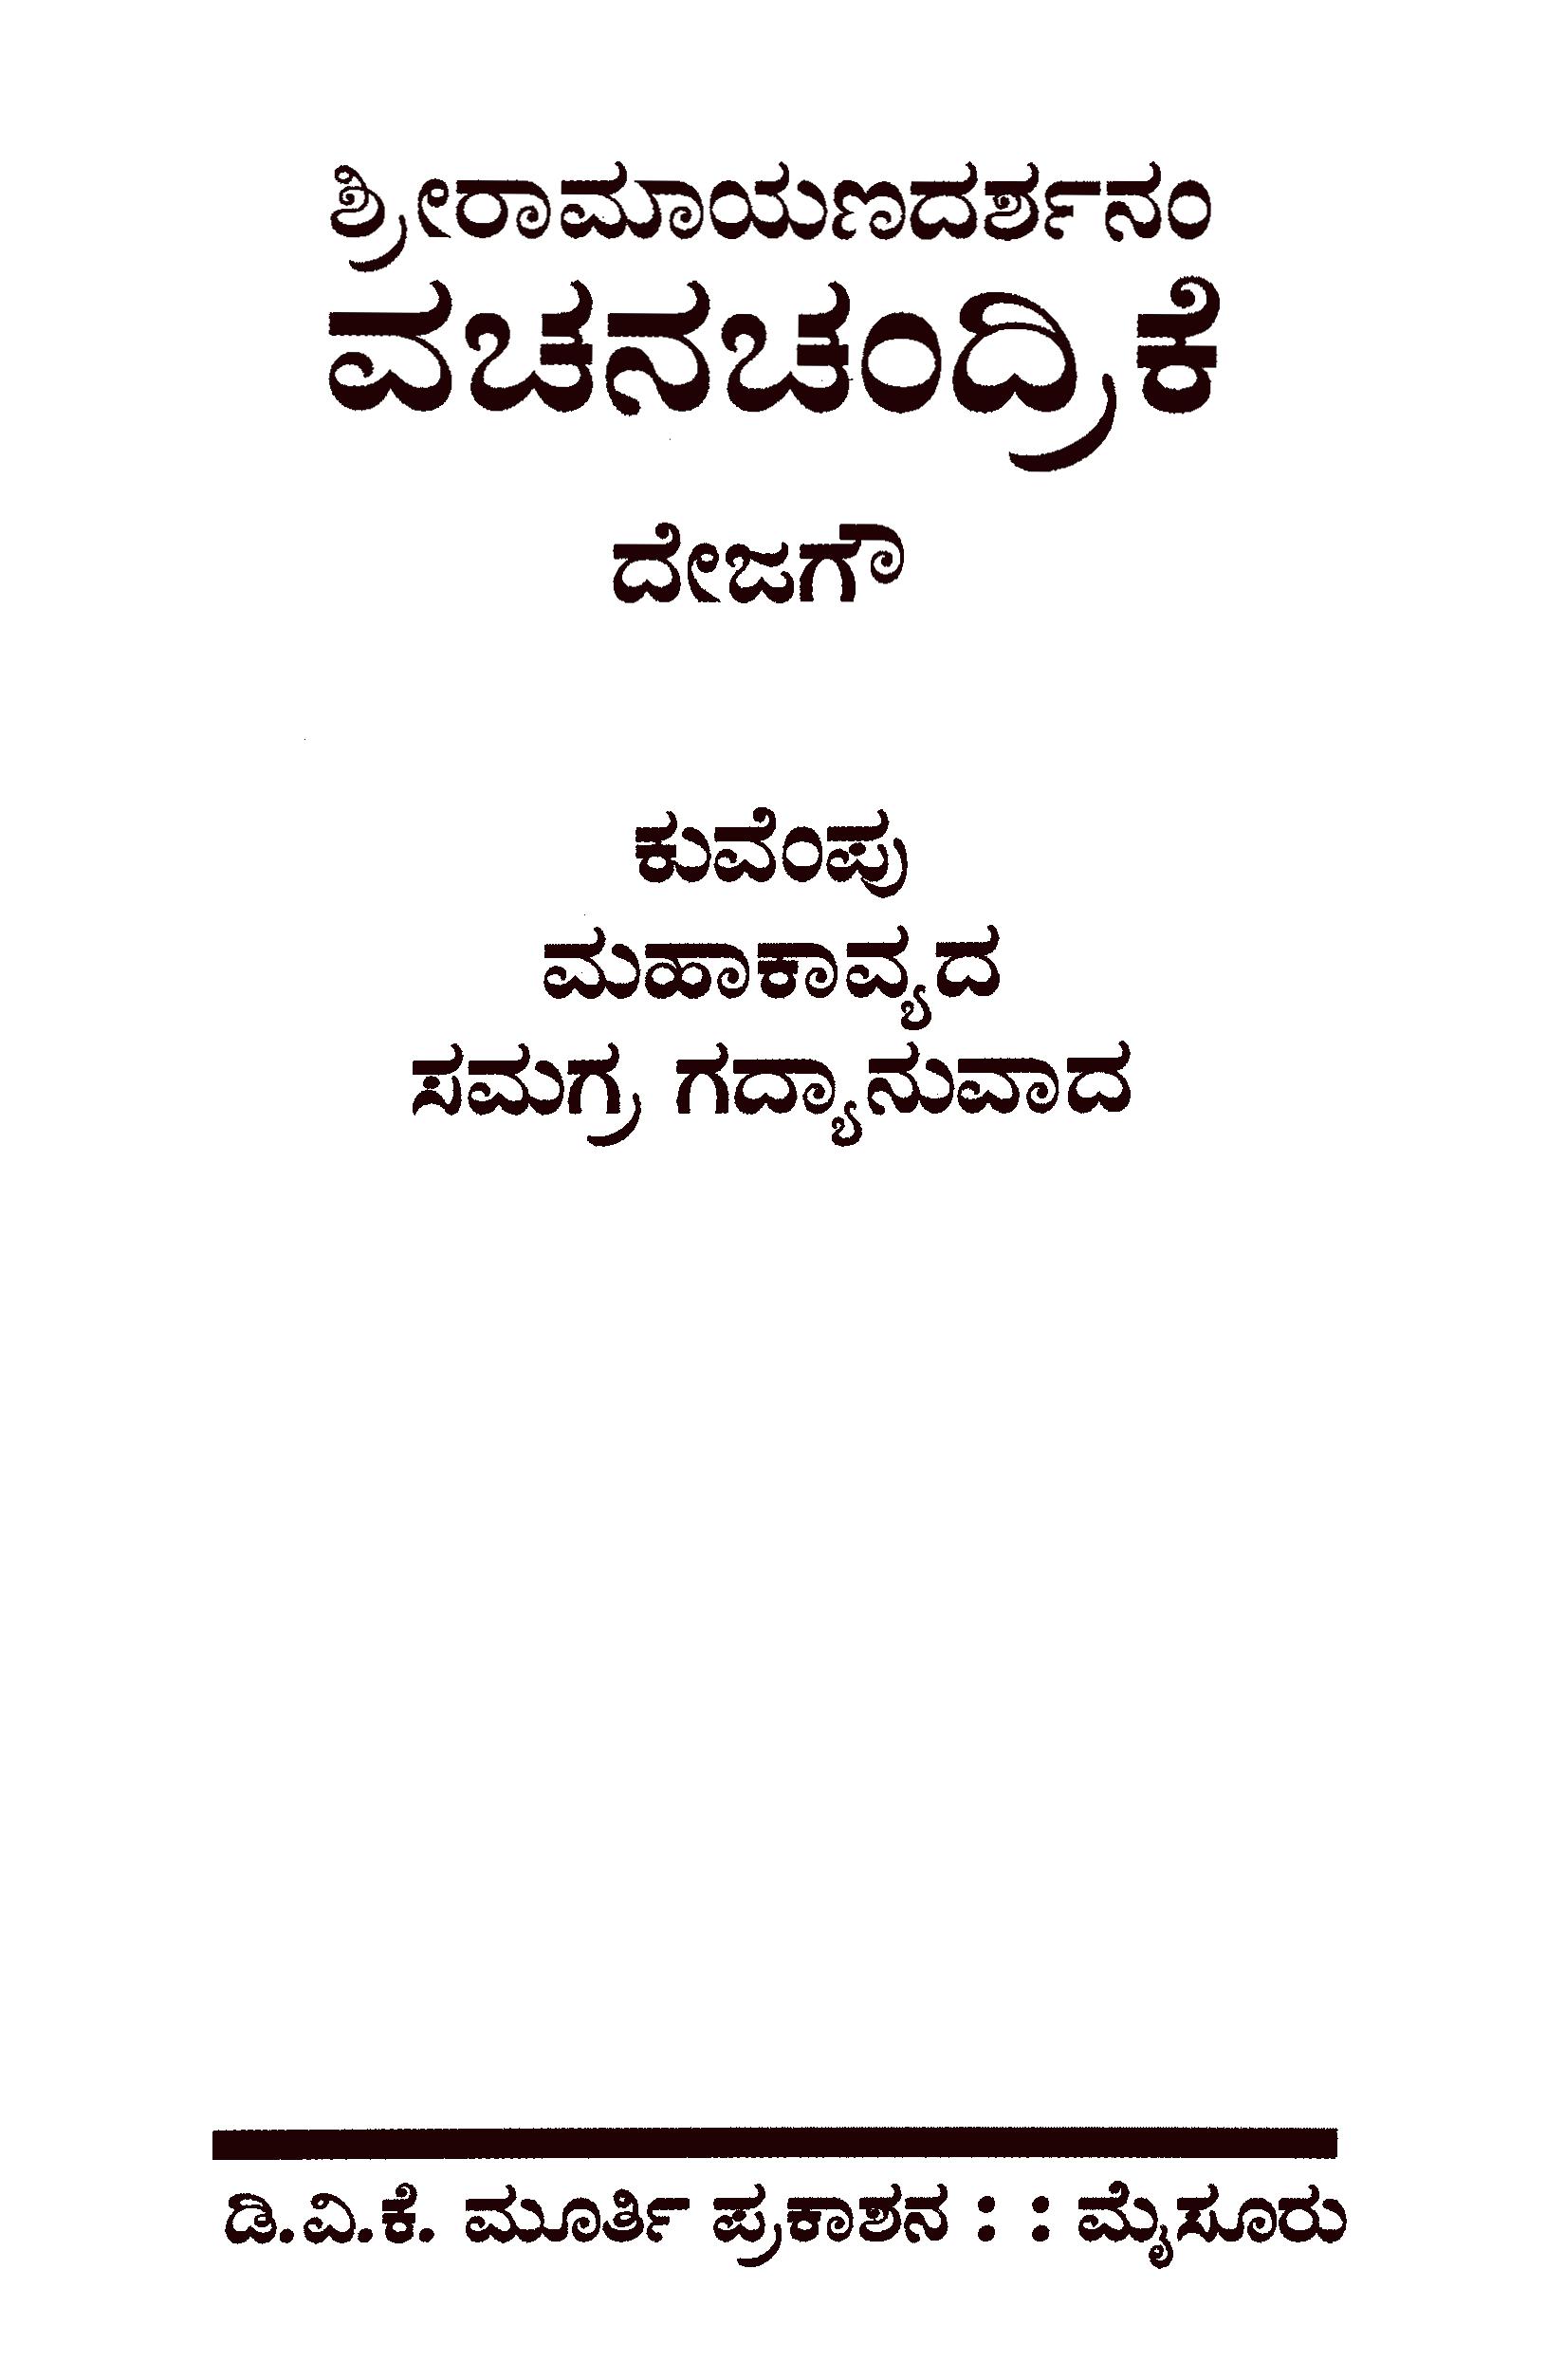 ಶ್ರೀರಾಮಾಯಣದರ್ಶನಂ
ವಚನಚಂದ್ರಿಕೆ
ದೇಜಗೌ
ಕುವೆಂಪು
ಮಹಾಕಾವ್ಯದ
ಸಮಗ್ರ ಗದ್ಯಾನುವಾದ
ಡಿ.ವಿ.ಕೆ. ಮೂರ್ತಿ ಪ್ರಕಾಶನ : : ಮೈಸೂರು